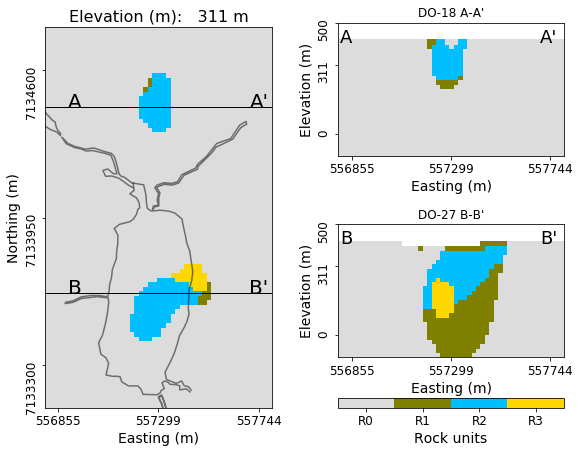 Elevation (m): 311 m
Northing (m)
7134600
7133950
7133300
A
A'
B
B'
556855
557299
557744
Easting (m)
DO-18 A-A'
Elevation (m)
500
311
0
A
A'
556855
557299
557744
Easting (m)
DO-27 B-B'
Elevation (m)
500
311
0
B
B'
556855
557299
557744
Easting (m)
R0
R1
R2
R3
Rock units